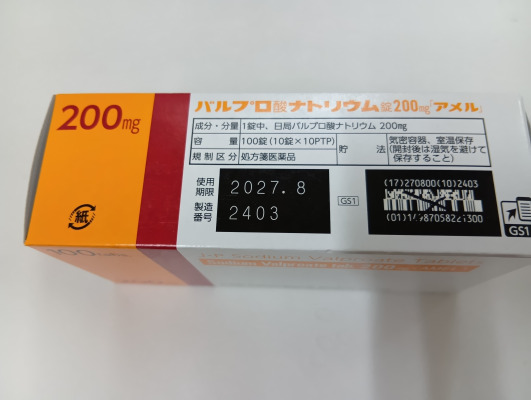 200mg
バルプロ酸ナトリウム錠200mg「アメル」
成分・分量 1錠中、日局バルプロ酸ナトリウム 200mg
容量 100錠(10錠×10PTP)
規制区分 処方箋医薬品
貯法 気密容器、室温保存
(開封後は湿気を避けて
保存すること)
使用期限 2027.8
製造番号 2403
GS1
(17)270800(10)2403
GS1
紙
J-P Sodium Valproate Tablets